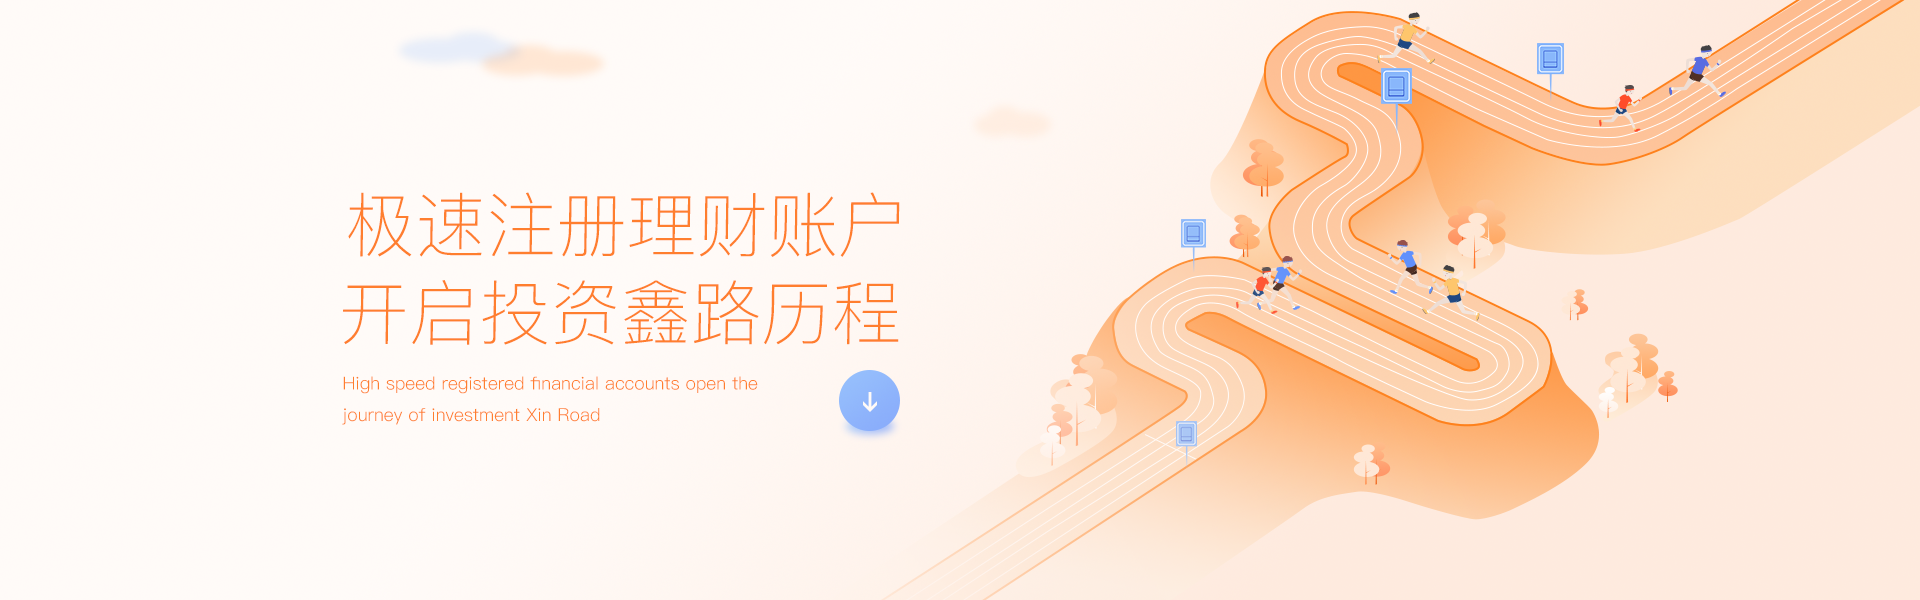 极速注册理财账户
开启投资鑫路历程
High speed registered financial accounts open the
journey of investment Xin Road